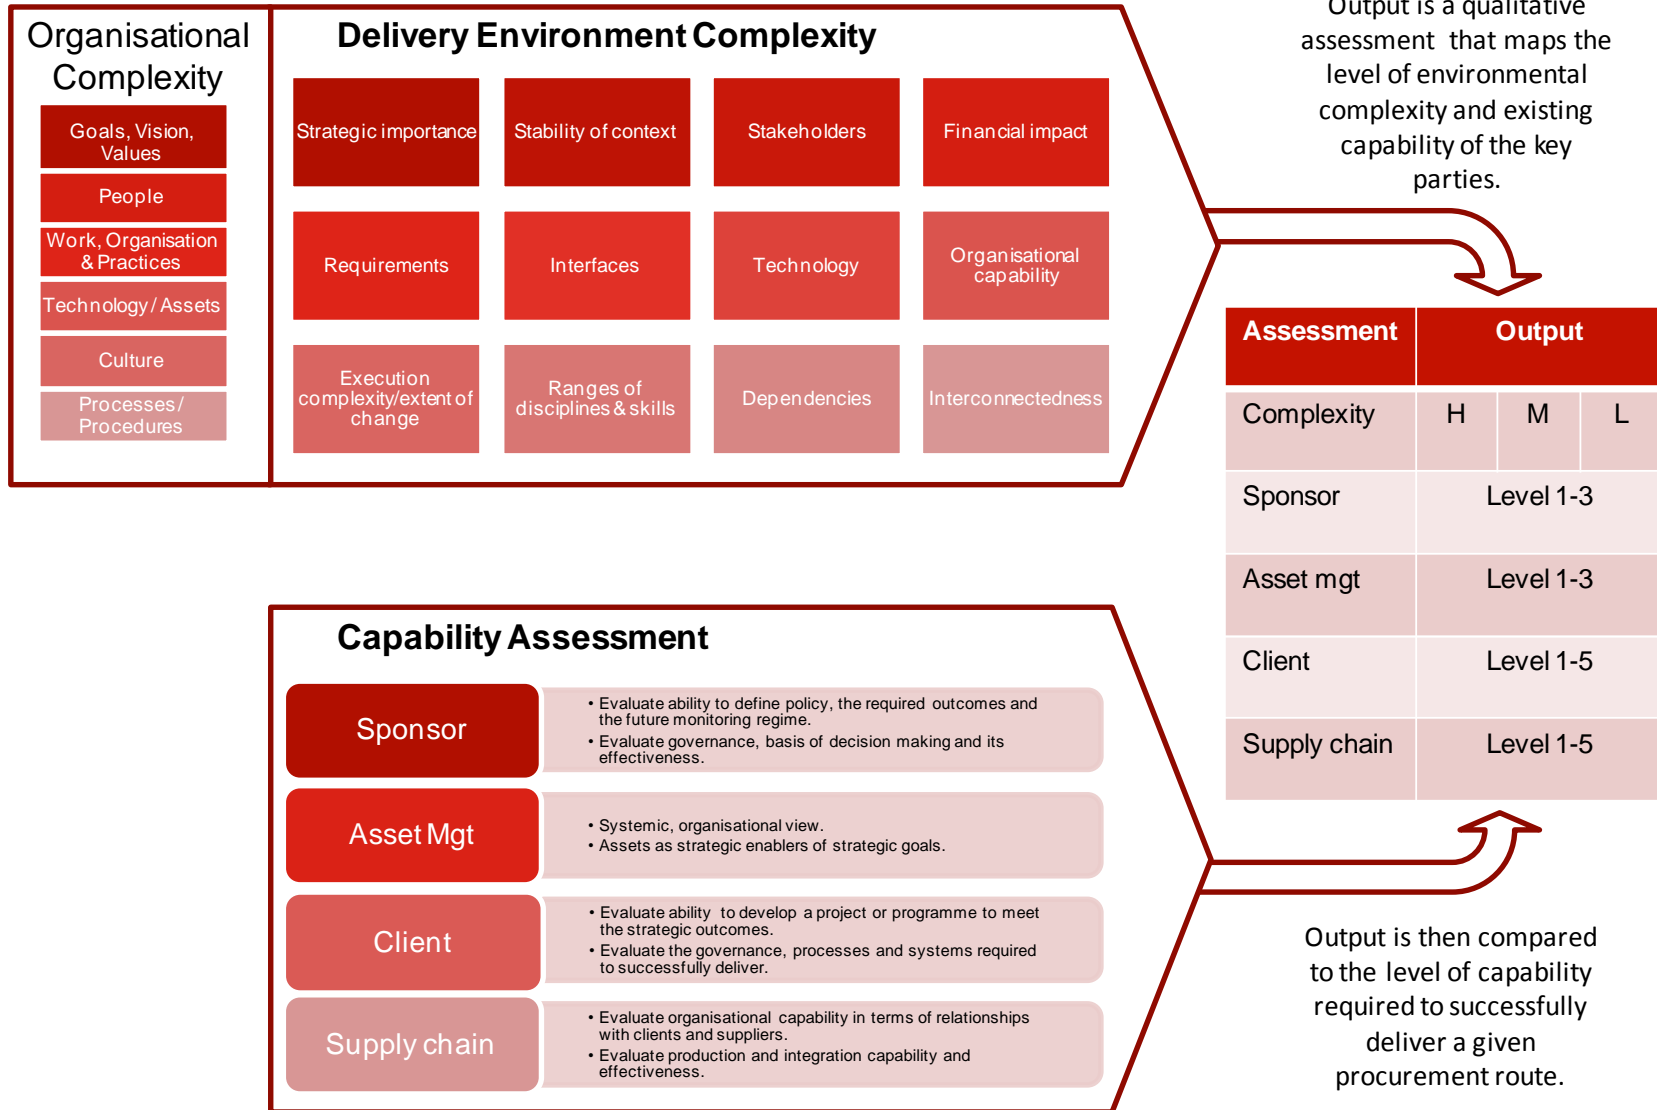 Organisational
Complexity
Goals, Vision,
Values
People
Work, Organisation
& Practices
Technology / Assets
Culture
Processes /
Procedures
Delivery Environment Complexity
Strategic importance
Stability of context
Stakeholders
Financial impact
Requirements
Interfaces
Technology
Organisational
capability
Execution
complexity/extent of
change
Ranges of
disciplines & skills
Dependencies
Interconnectedness
Output is a qualitative
assessment that maps the
level of environmental
complexity and existing
capability of the key
parties.
Assessment Output
Complexity H M L
Sponsor Level 1-3
Asset mgt Level 1-3
Client Level 1-5
Supply chain Level 1-5
Capability Assessment
Sponsor
• Evaluate ability to define policy, the required outcomes and
the future monitoring regime.
• Evaluate governance, basis of decision making and its
effectiveness.
Asset Mgt
• Systemic, organisational view.
• Assets as strategic enablers of strategic goals.
Client
• Evaluate ability to develop a project or programme to meet
the strategic outcomes.
• Evaluate the governance, processes and systems required
to successfully deliver.
Supply chain
• Evaluate organisational capability in terms of relationships
with clients and suppliers.
• Evaluate production and integration capability and
effectiveness.
Output is then compared
to the level of capability
required to successfully
deliver a given
procurement route.